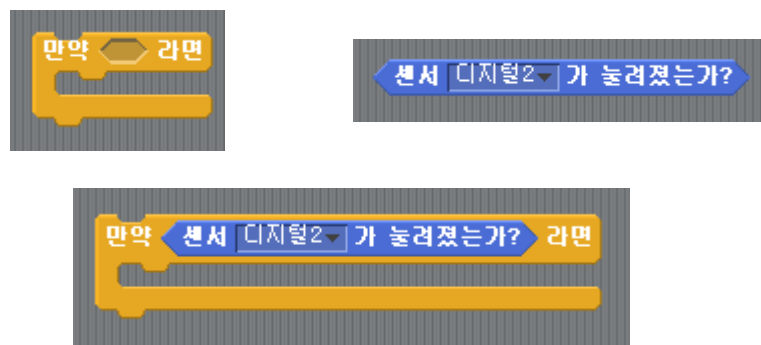 만약 라면
센서 디지털2 가 눌려졌는가?
만약 센서 디지털2 가 눌려졌는가? 라면